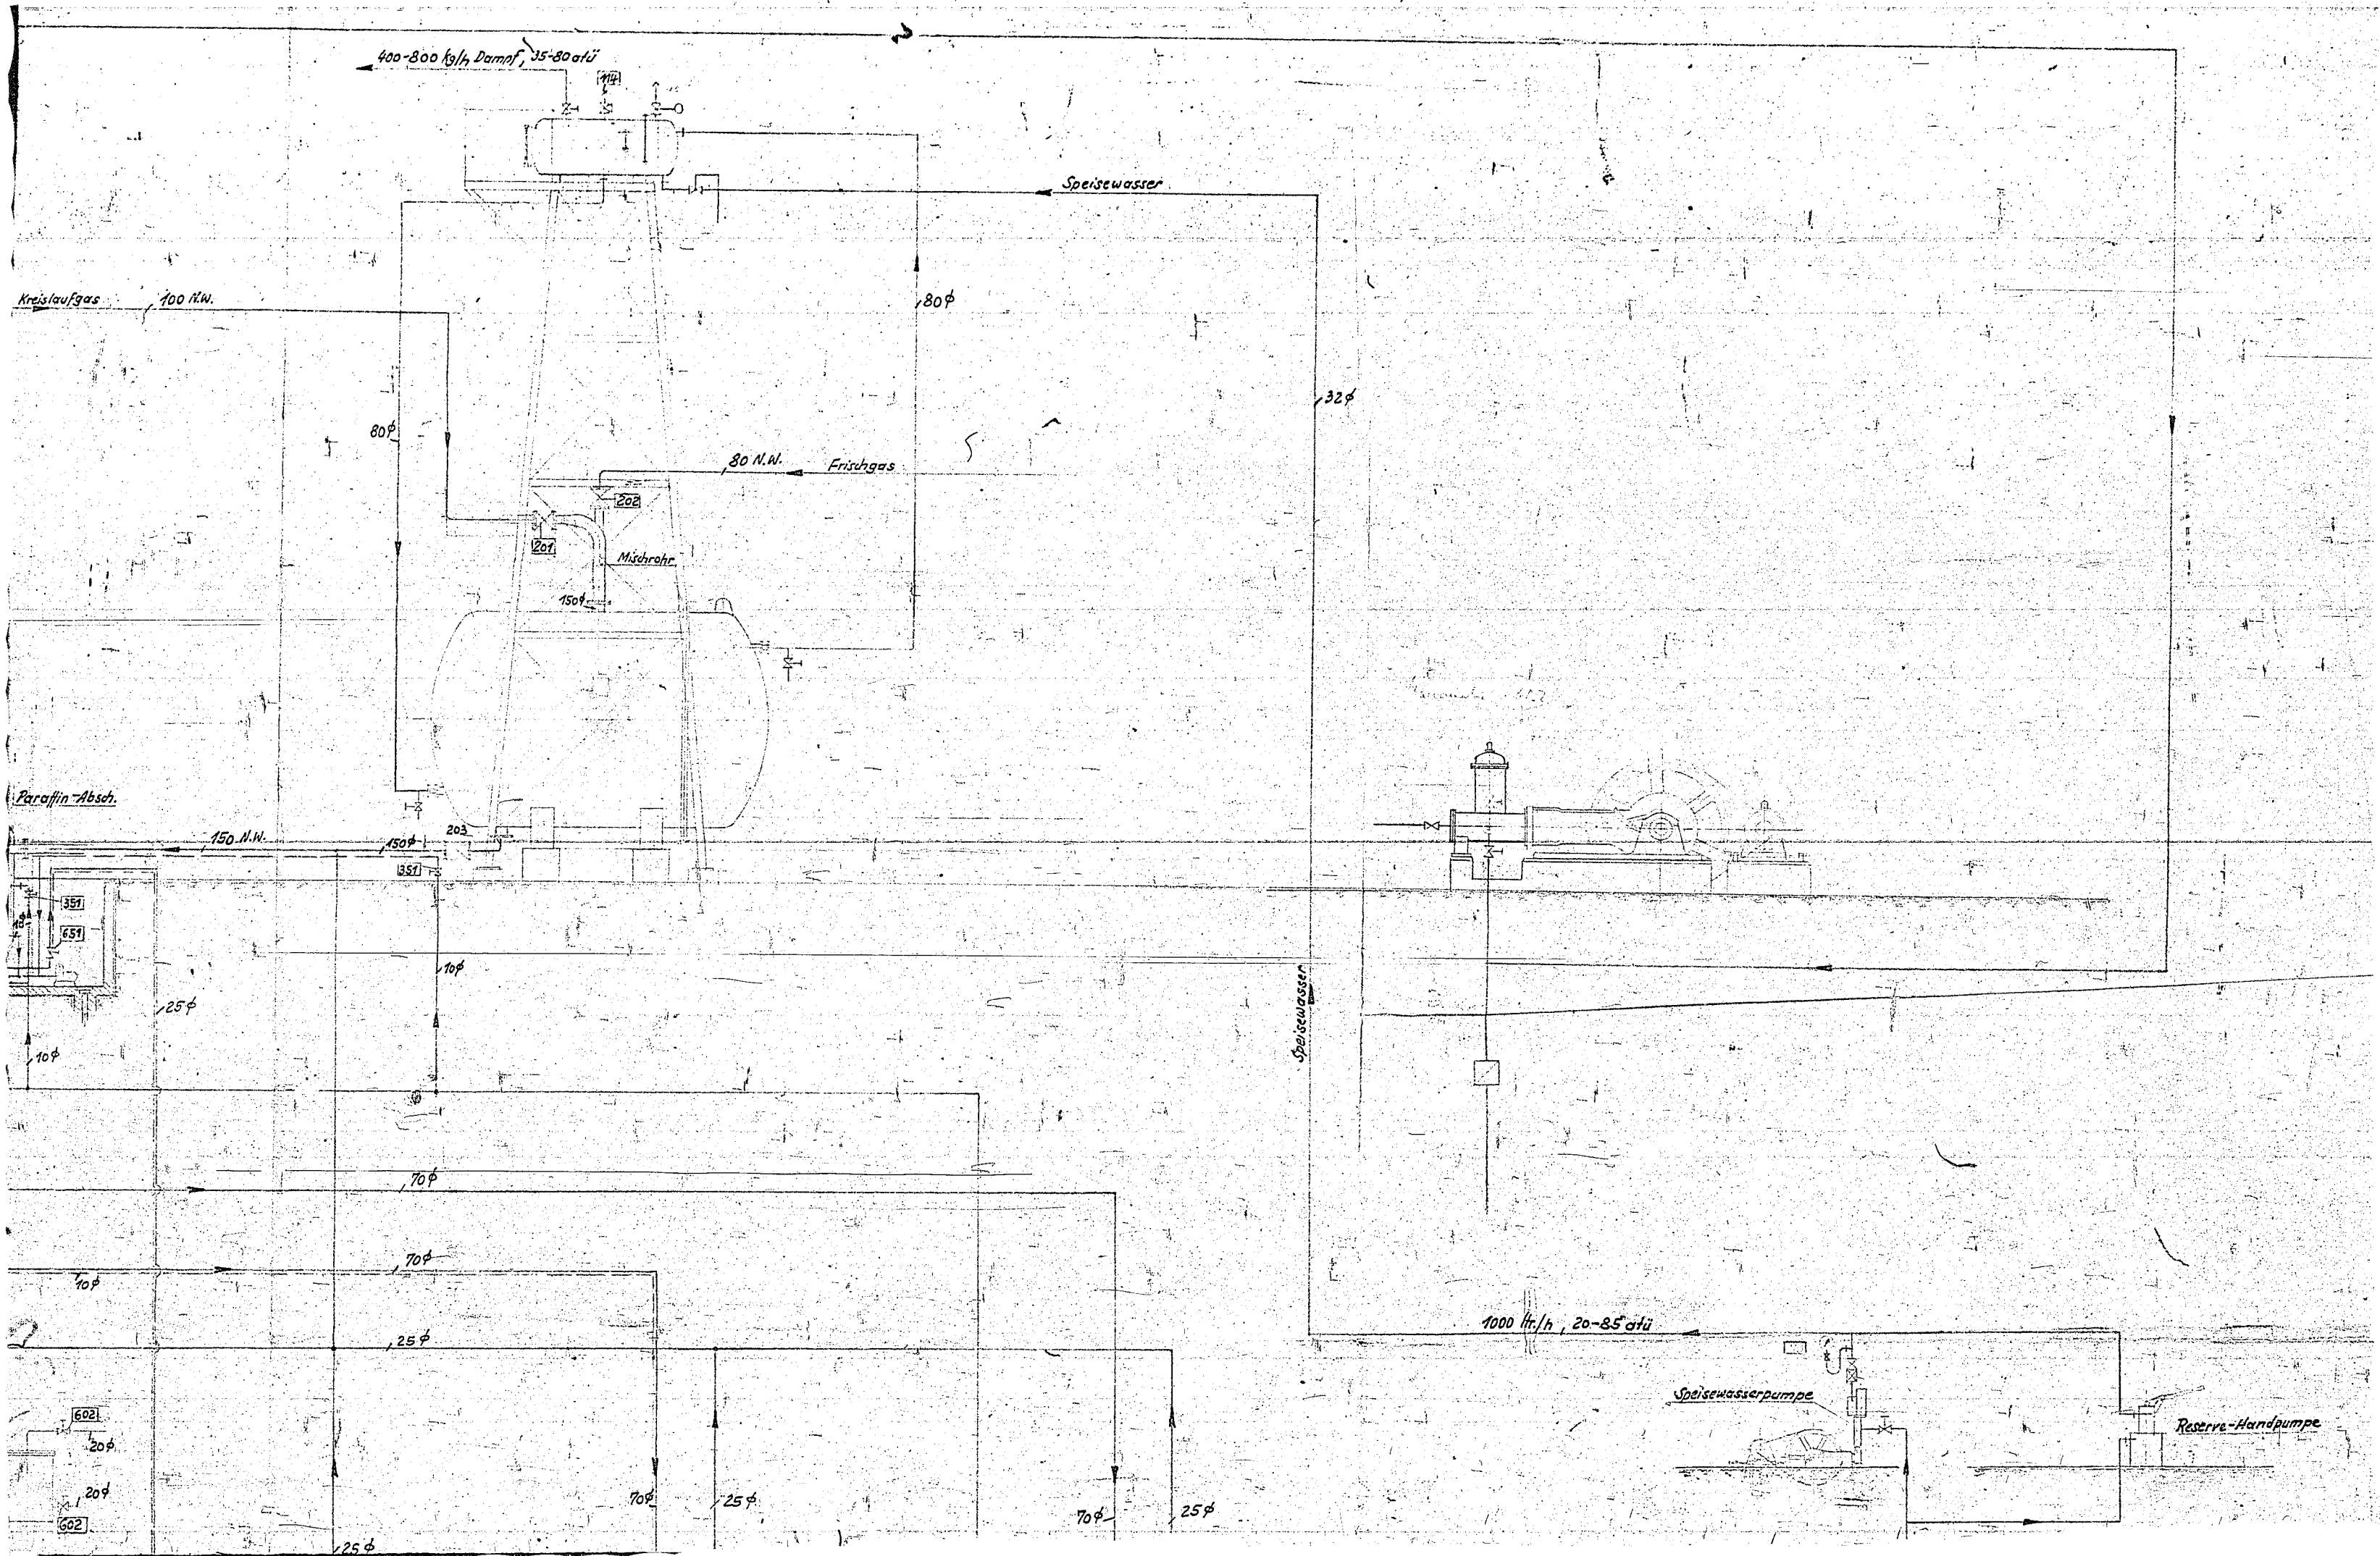 400-800 kg/h Dampf, 35-80 atü
114
Speisewasser
Kreislaufgas
100 N.W.
80ϕ
32ϕ
80ϕ
80 N.W.
Frischgas
202
201
Mischrohr
150ϕ
Paraffin-Absch.
150 N.W.
150ϕ
203
351
351
651
10ϕ
25ϕ
10ϕ
Speisewasser
70ϕ
70ϕ
10ϕ
25ϕ
1000 ltr./h, 20-85 atü
Speisewasserpumpe
Reserve-Handpumpe
602
20ϕ
20ϕ
602
70ϕ
25ϕ
70ϕ
25ϕ
25ϕ